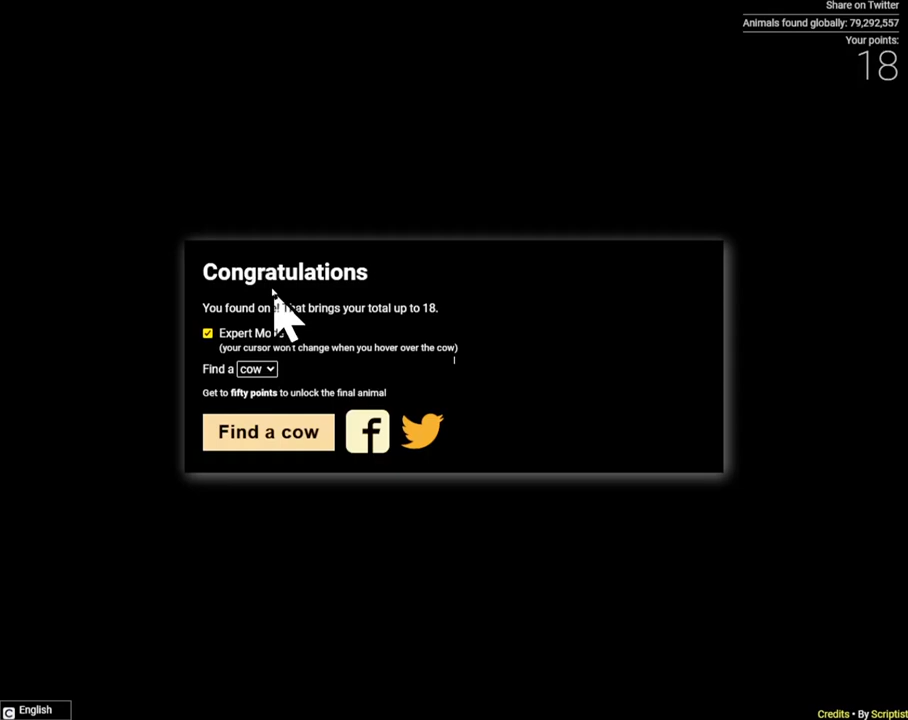 Share on Twitter
Animals found globally: 79,292,557
Your points:
18
Congratulations
You found on at brings your total up to 18.
Expert Mo
(your cursor won't change when you hover over the cow)
Find a cow
Get to fifty points to unlock the final animal
Find a cow
English
Credits • By Scriptist